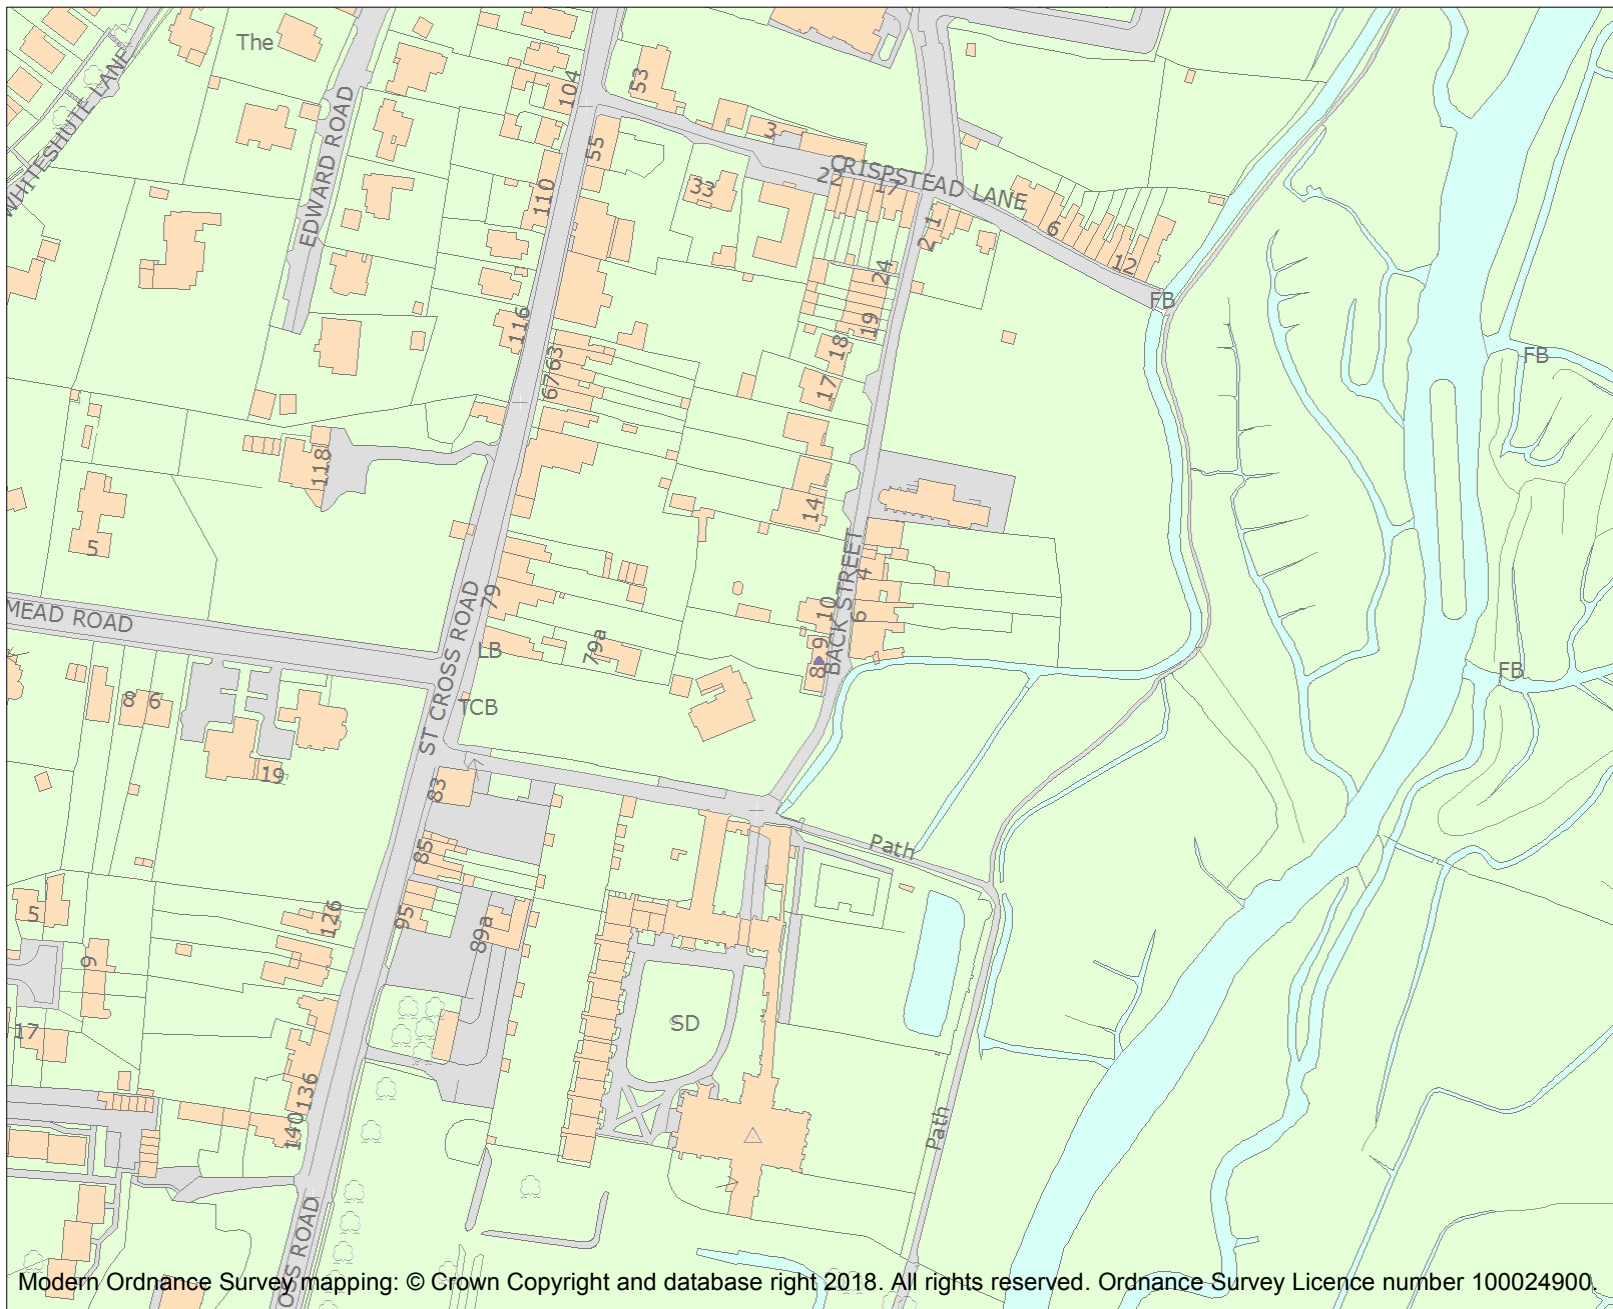 The
WHITESHUTE LANE
EDWARD ROAD
104
53
55
110
3
CRISPSTEAD LANE
22
17
33
1
2
6
12
FB
24
19
18
17
116
63
67
FB
118
14
5
BACK STREET
4
6
10
9
8
79
79a
MEAD ROAD
ST CROSS ROAD
LB
TCB
FB
8
6
19
83
85
Path
95
89a
126
5
9
17
SD
136
140
Path
OSS ROAD
Modern Ordnance Survey mapping: © Crown Copyright and database right 2018. All rights reserved. Ordnance Survey Licence number 100024900.